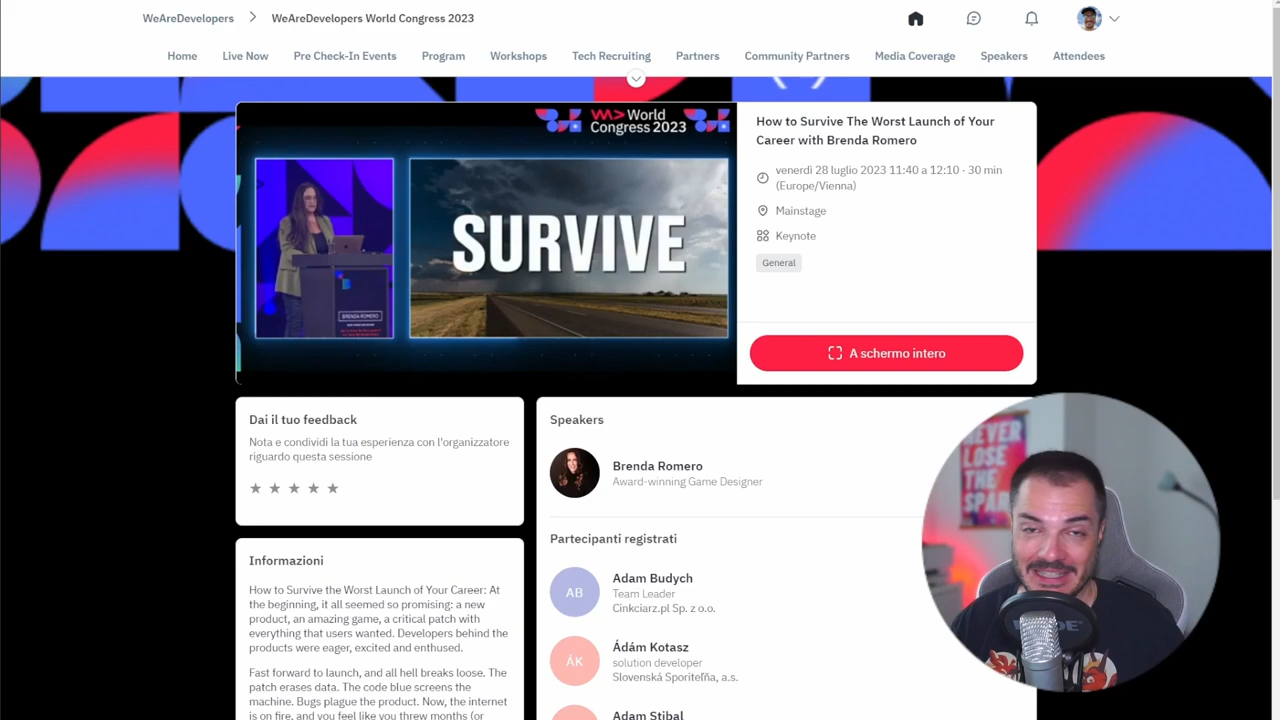 WeAreDevelopers
WeAreDevelopers World Congress 2023
Home
Live Now
Pre Check-In Events
Program
Workshops
Tech Recruiting
Partners
Community Partners
Media Coverage
Speakers
Attendees
World
Congress 2023
SURVIVE
BRENDA ROMERO
How to Survive The Worst Launch of Your
Career with Brenda Romero
venerdì 28 luglio 2023 11:40 a 12:10 - 30 min
(Europe/Vienna)
Mainstage
Keynote
General
A schermo intero
Dai il tuo feedback
Nota e condividi la tua esperienza con l'organizzatore
riguardo questa sessione
Informazioni
How to Survive the Worst Launch of Your Career: At
the beginning, it all seemed so promising: a new
product, an amazing game, a critical patch with
everything that users wanted. Developers behind the
products were eager, excited and enthused.
Fast forward to launch, and all hell breaks loose. The
patch erases data. The code blue screens the
machine. Bugs plague the product. Now, the internet
is on fire, and you feel like you threw months (or
Speakers
Brenda Romero
Award-winning Game Designer
Partecipanti registrati
AB
Adam Budych
Team Leader
Cinkciarz.pl Sp. z o.o.
ÁK
Ádám Kotasz
solution developer
Slovenská Sporiteľňa, a.s.
Adam Stibal
NEVER
LOSE
THE
SPAR